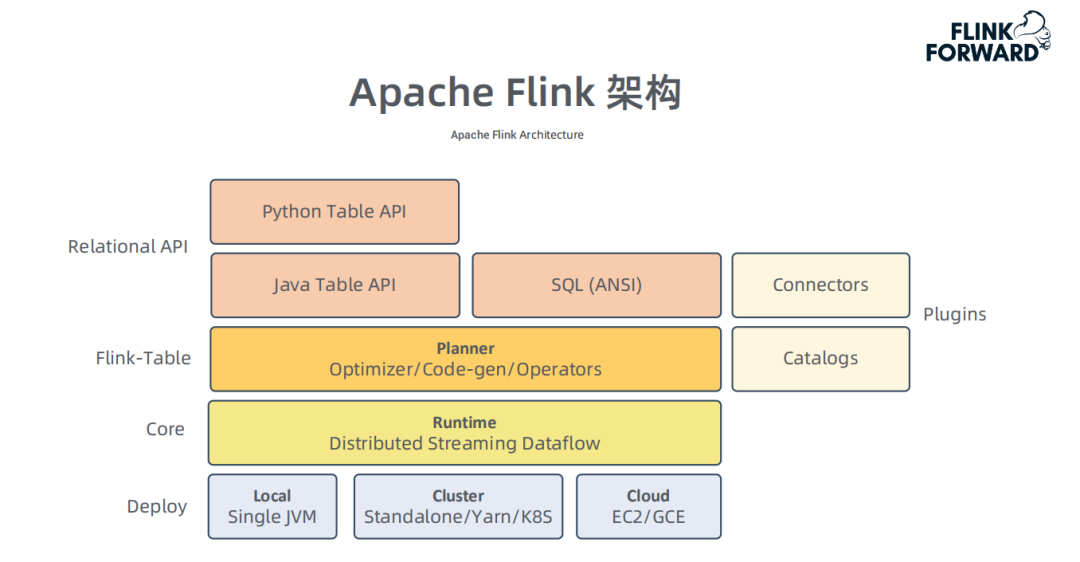 FLINK
FORWARD
Apache Flink 架构
Apache Flink Architecture
Python Table API
Relational API
Java Table API
SQL (ANSI)
Connectors
Plugins
Flink-Table
Planner
Optimizer/Code-gen/Operators
Catalogs
Core
Runtime
Distributed Streaming Dataflow
Deploy
Local
Single JVM
Cluster
Standalone/Yarn/K8S
Cloud
EC2/GCE